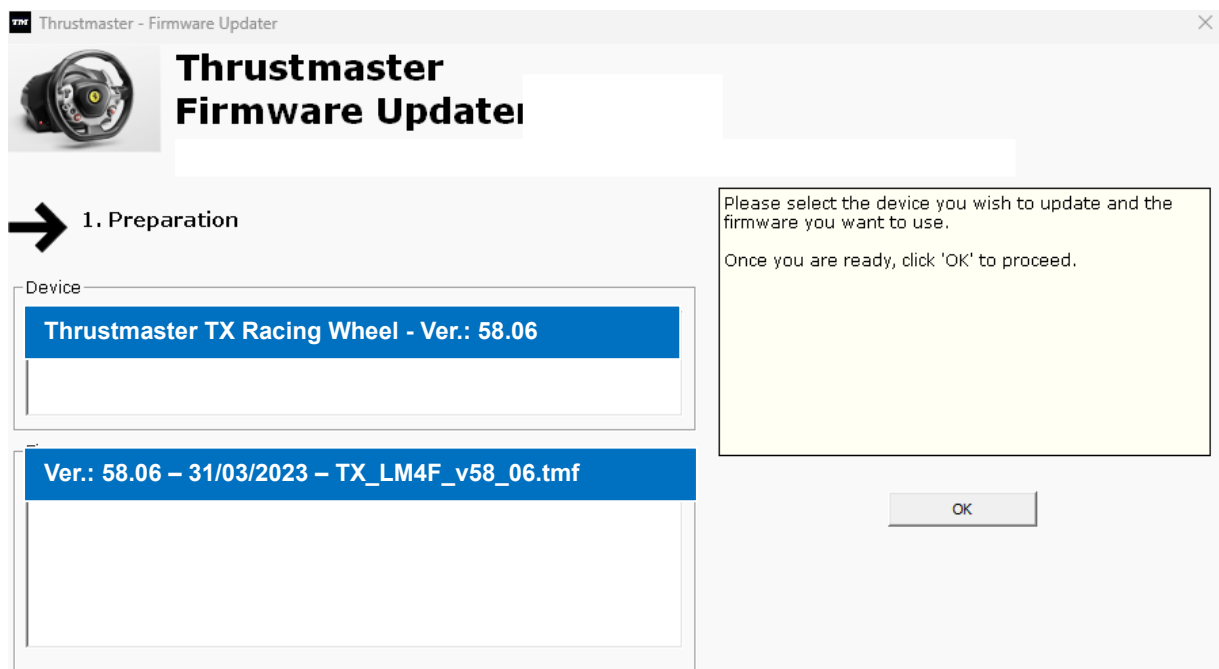 TM Thrustmaster - Firmware Updater
Thrustmaster
Firmware Updater
1. Preparation
Please select the device you wish to update and the
firmware you want to use.
Once you are ready, click 'OK' to proceed.
Device
Thrustmaster TX Racing Wheel - Ver.: 58.06
Ver.: 58.06 – 31/03/2023 – TX_LM4F_v58_06.tmf
OK